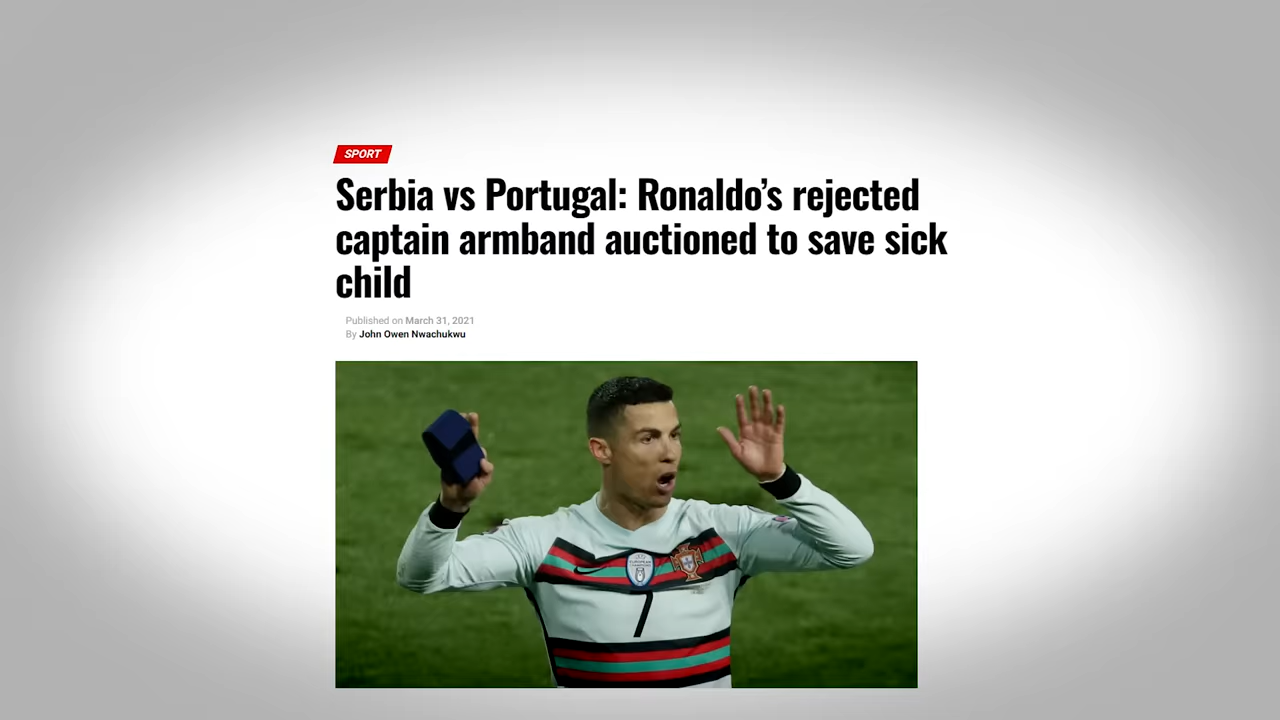 SPORT
Serbia vs Portugal: Ronaldo’s rejected
captain armband auctioned to save sick
child
Published on March 31, 2021
By John Owen Nwachukwu
7